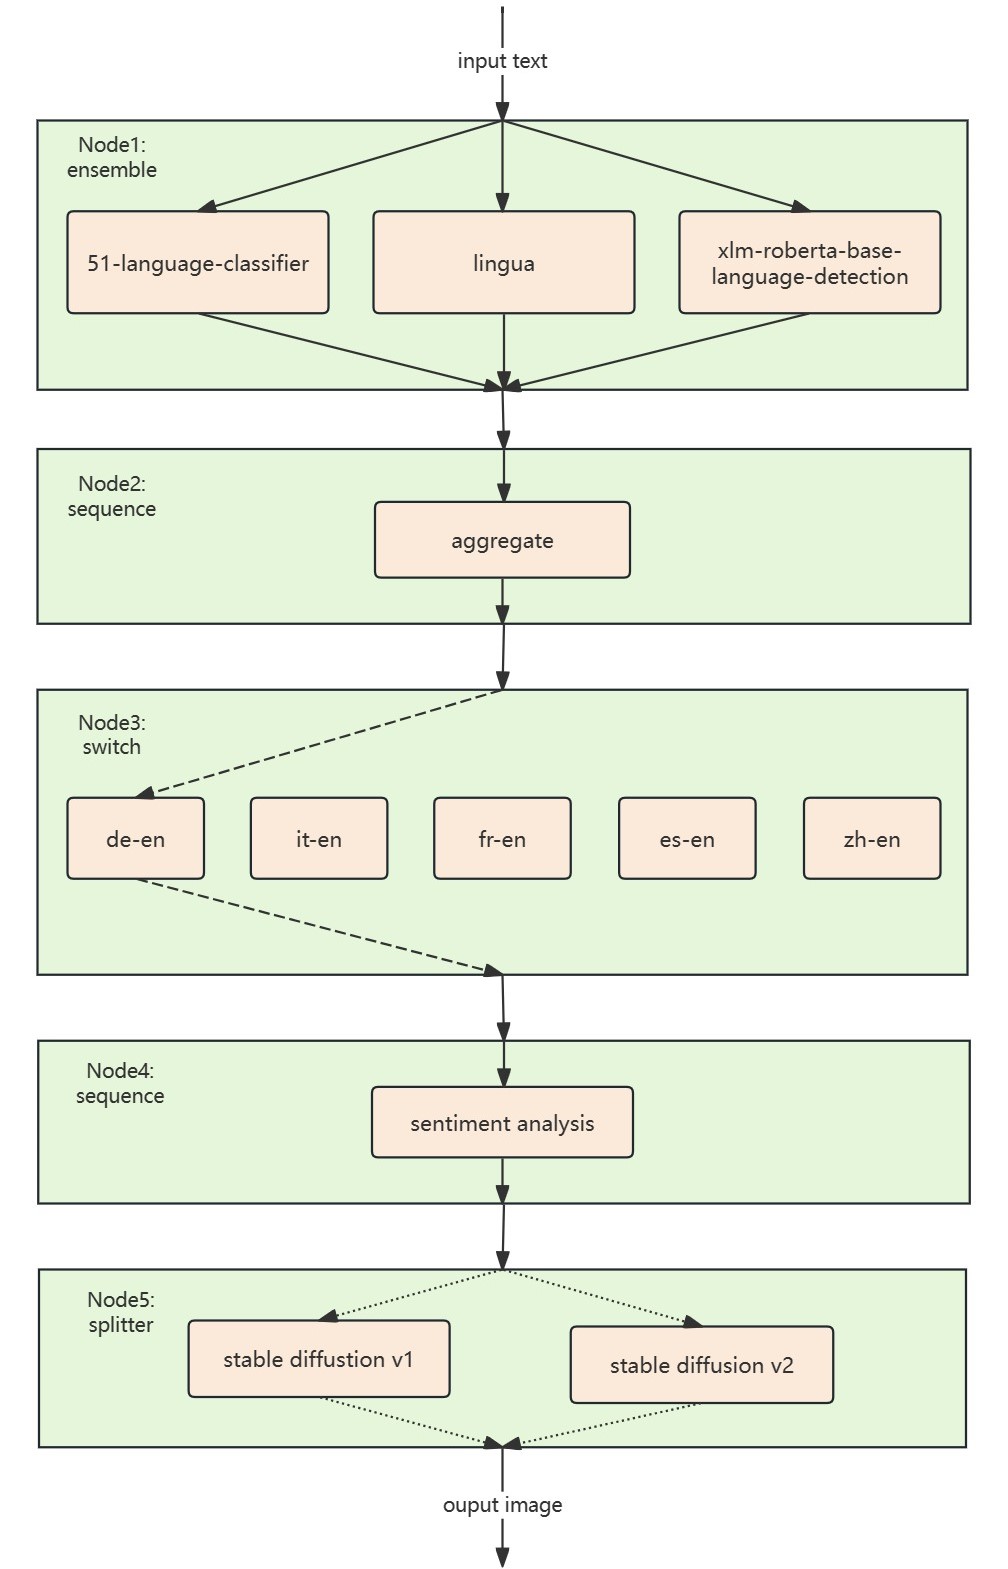 input text
Node1:
ensemble
51-language-classifier
lingua
xlm-roberta-base-
language-detection
Node2:
sequence
aggregate
Node3:
switch
de-en
it-en
fr-en
es-en
zh-en
Node4:
sequence
sentiment analysis
Node5:
splitter
stable diffustion v1
stable diffusion v2
ouput image